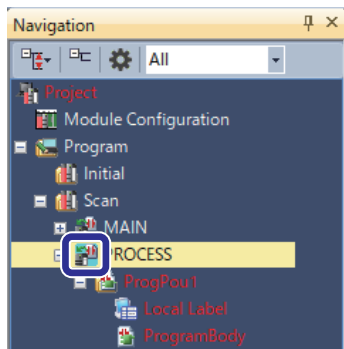 Navigation
All
Project
Module Configuration
Program
Initial
Scan
MAIN
PROCESS
ProgPou1
Local Label
ProgramBody